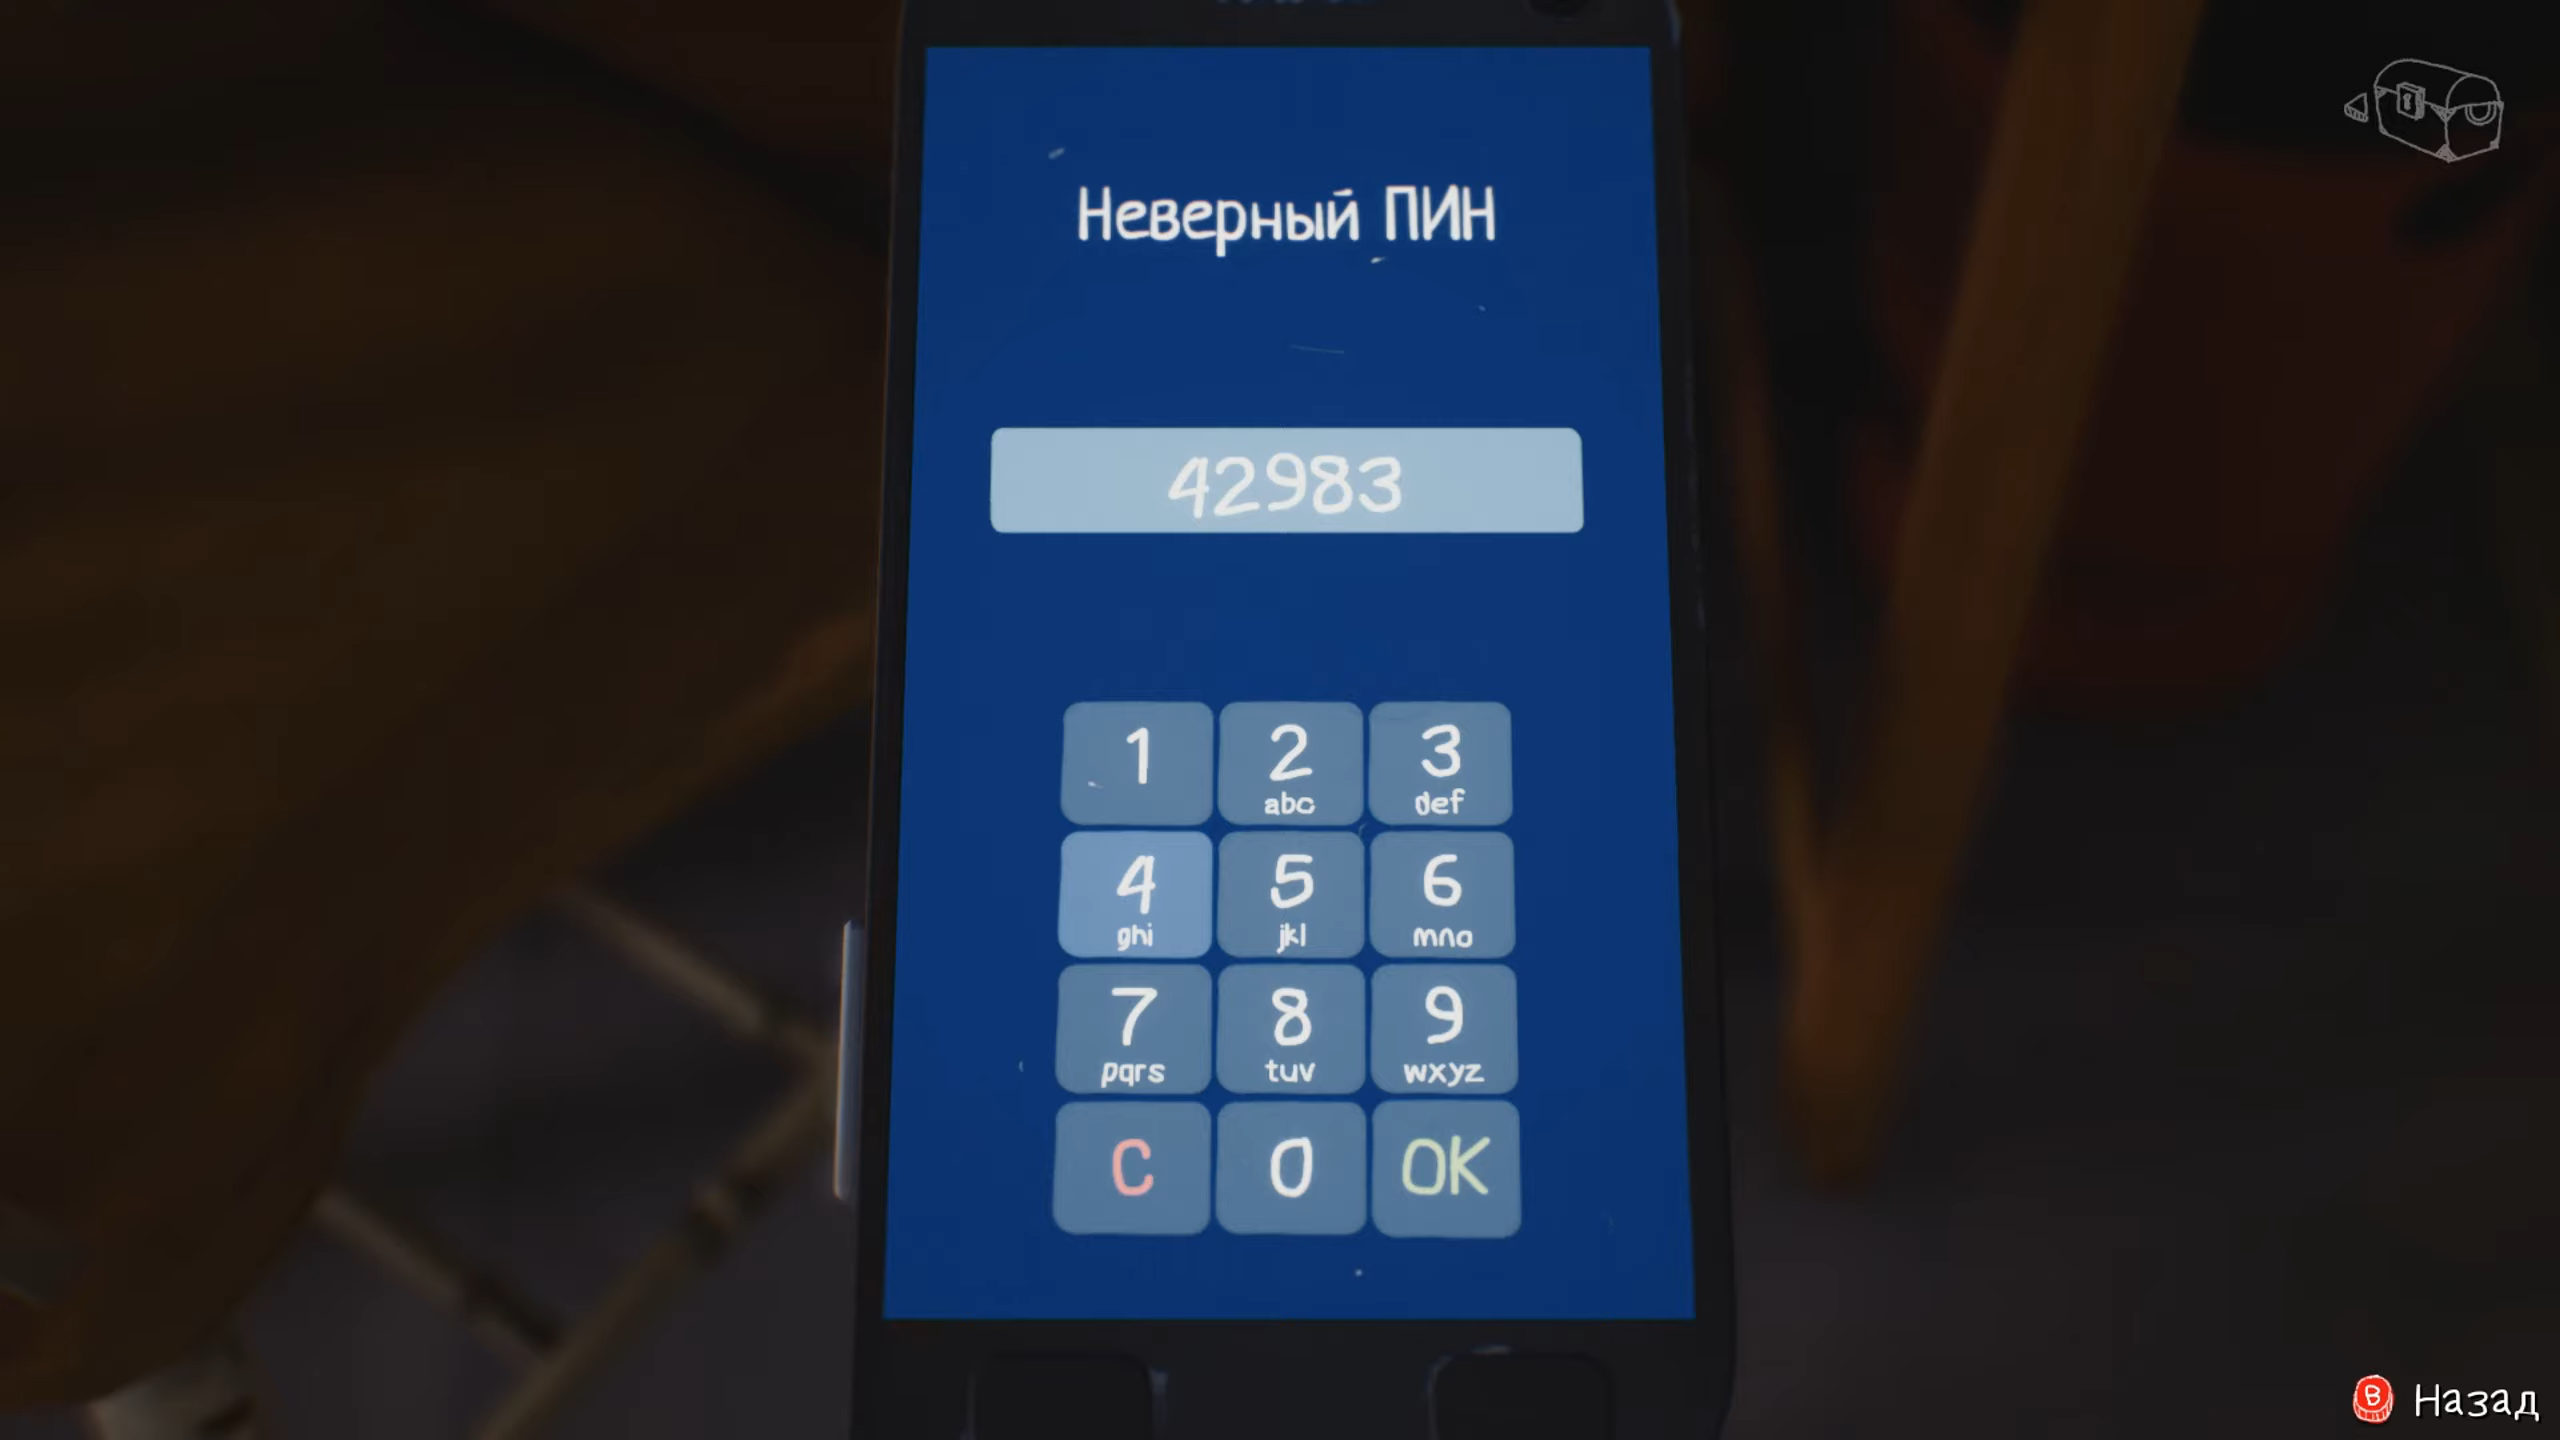 Неверный ПИН
42983
1 2 3
abc def
4 5 6
ghi jkl mno
7 8 9
pqrs tuv wxyz
C 0 OK
B Назад